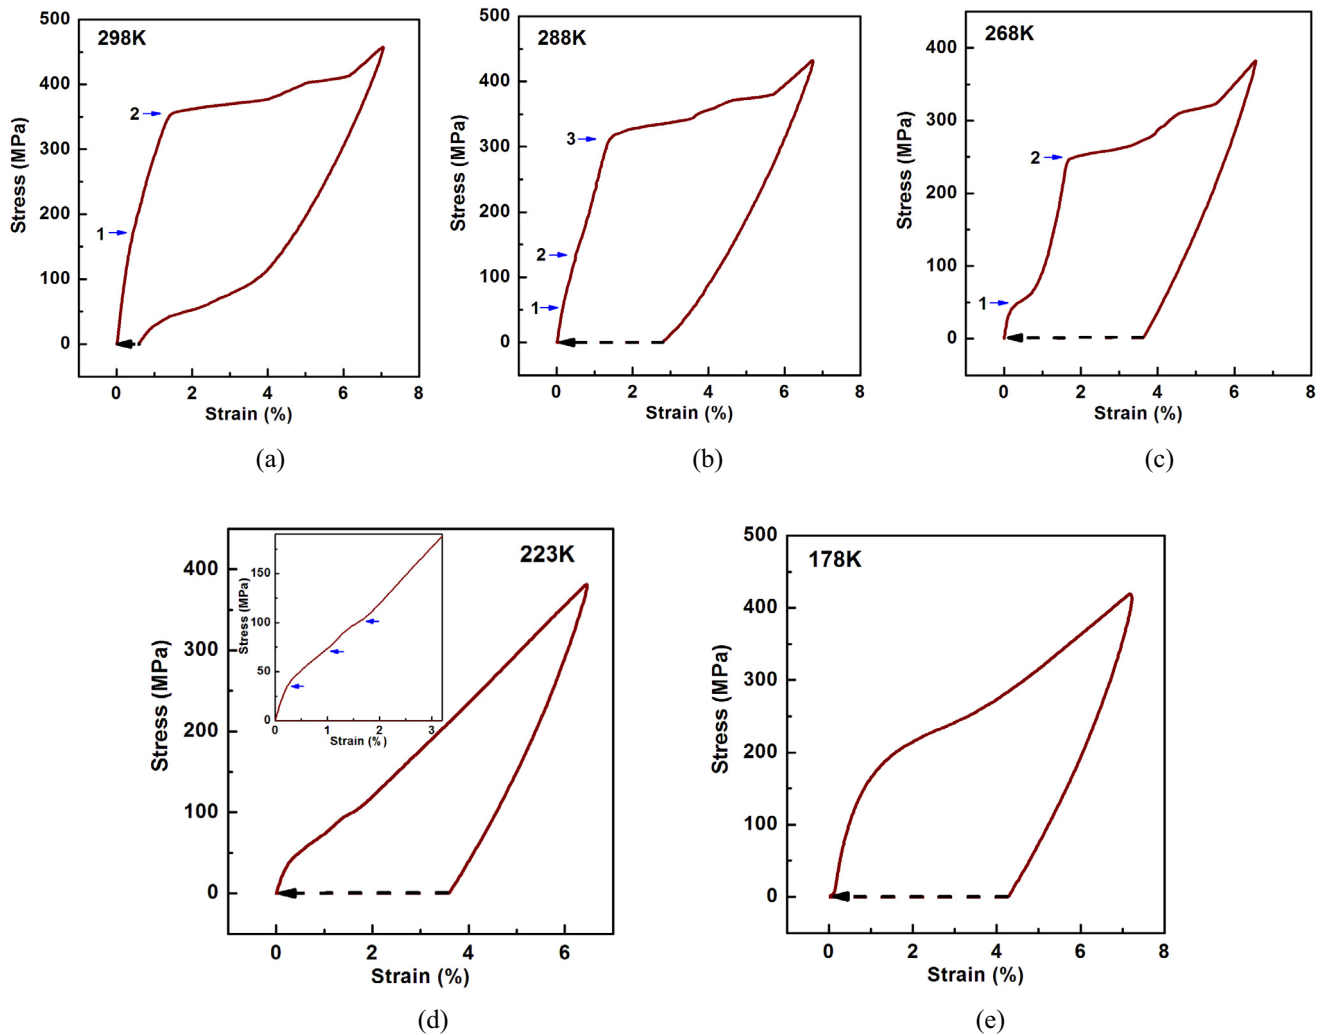 298K
500
400
300
200
100
0
2
1
0 2 4 6 8
Stress (MPa)
Strain (%)
(a)
288K
500
400
300
200
100
0
3
2
1
0 2 4 6 8
Stress (MPa)
Strain (%)
(b)
268K
400
300
200
100
0
2
1
0 2 4 6 8
Stress (MPa)
Strain (%)
(c)
223K
400
300
200
100
0
0 2 4 6
Stress (MPa)
Strain (%)
150
100
50
0
0 1 2 3
Stress (MPa)
Strain (%)
(d)
178K
500
400
300
200
100
0
0 2 4 6 8
Stress (MPa)
Strain (%)
(e)